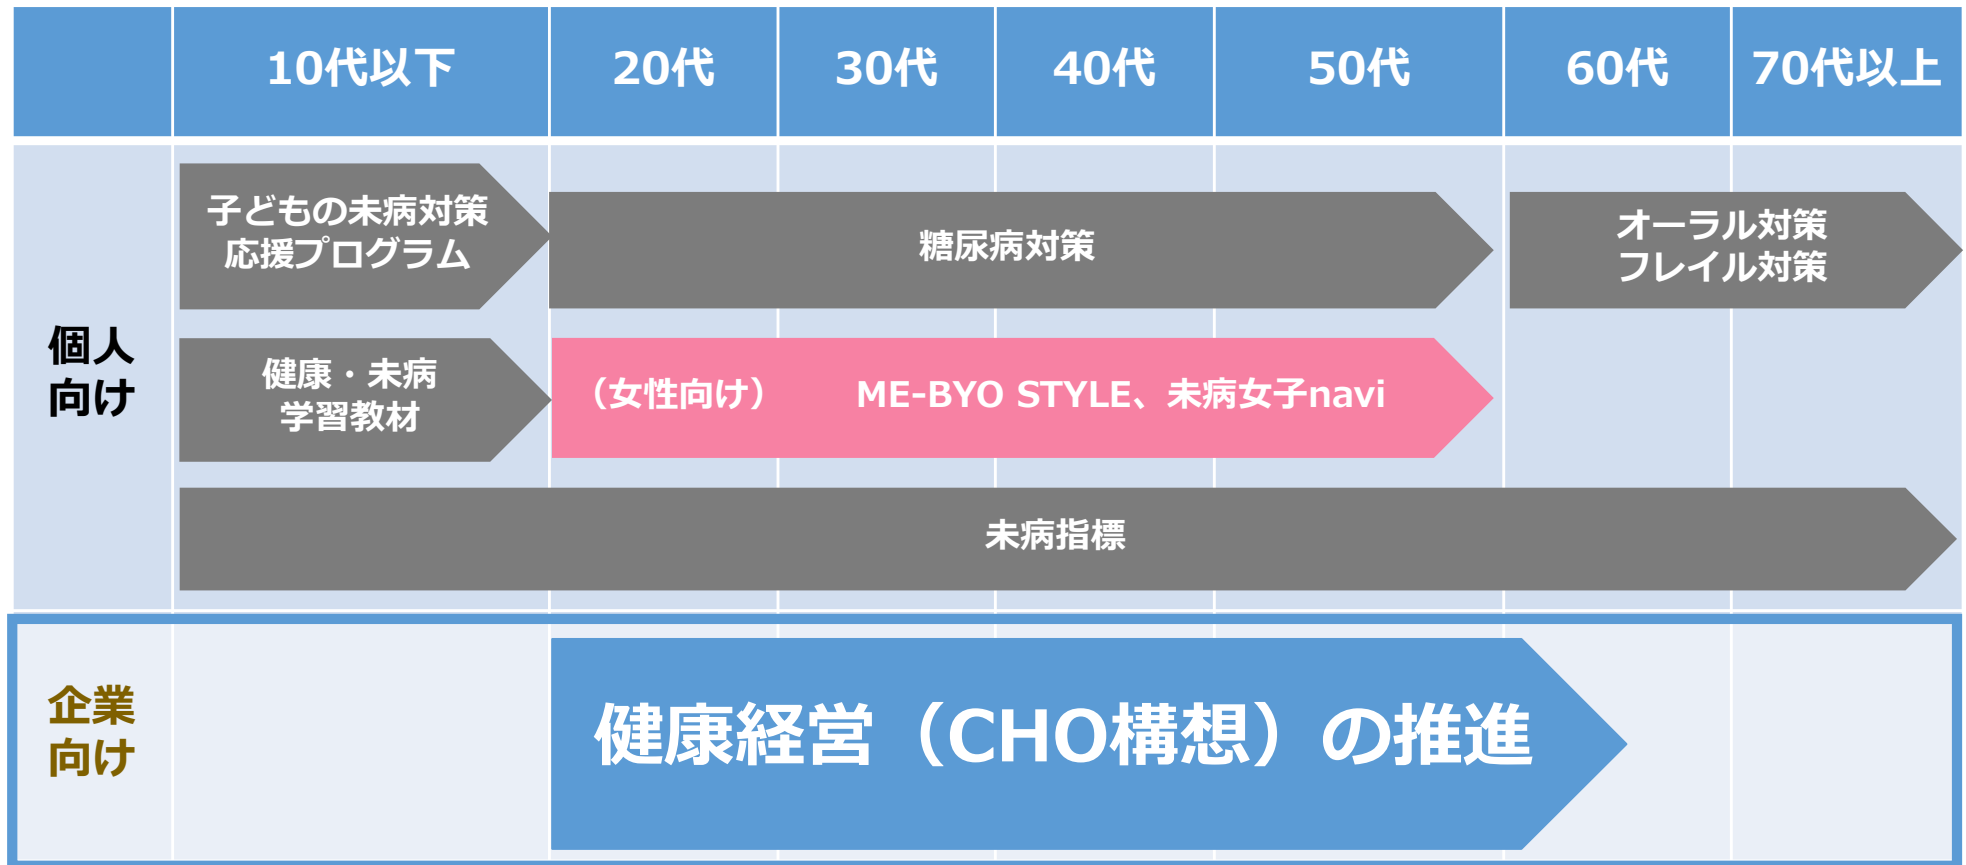 10代以下 20代 30代 40代 50代 60代 70代以上
個人
向け
子どもの未病対策
応援プログラム
糖尿病対策
オーラル対策
フレイル対策
健康・未病
学習教材
（女性向け） ME-BYO STYLE、未病女子navi
未病指標
企業
向け
健康経営（CHO構想）の推進